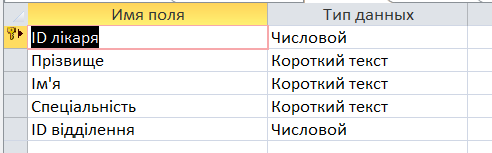 Имя поля Тип данных
ID лікаря Числовой
Прізвище Короткий текст
Ім'я Короткий текст
Спеціальність Короткий текст
ID відділення Числовой